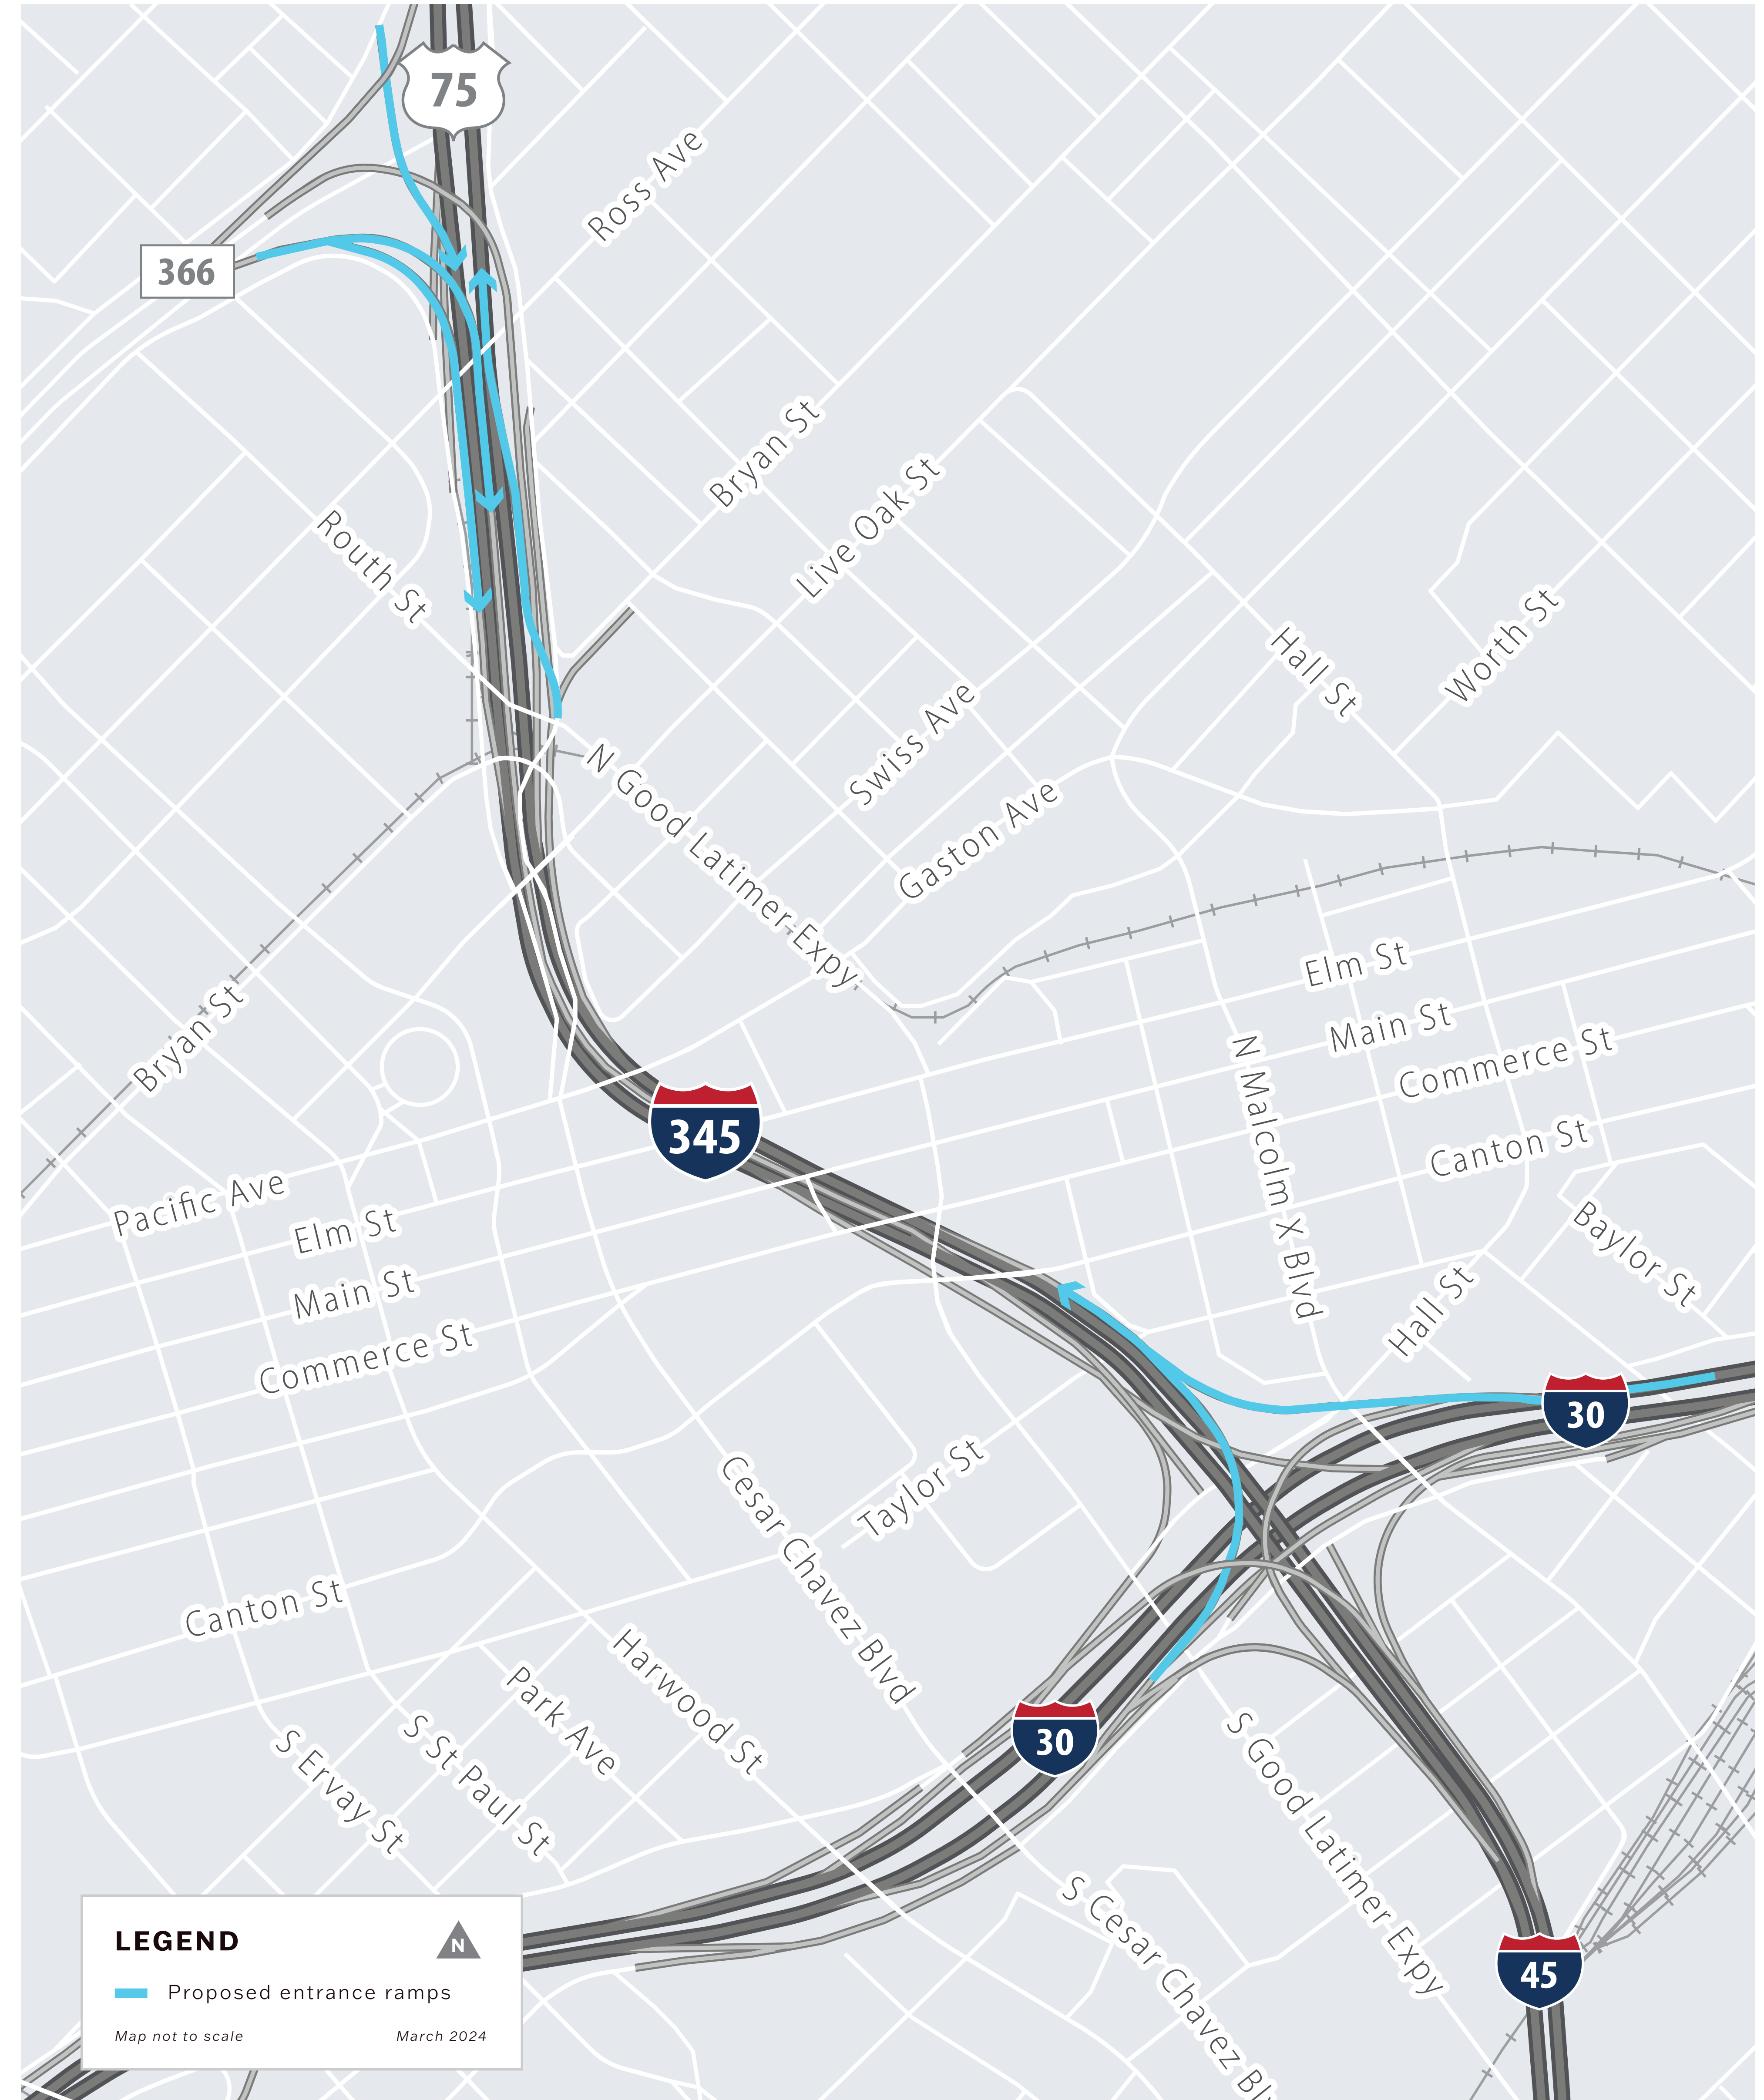 75
Ross Ave
366
Bryan St
Live Oak St
Routh St
Hall St
Worth St
Swiss Ave
N Good Latimer Expy
Gaston Ave
Elm St
Main St
Bryan St
N Malcolm X Blvd
Commerce St
345
Canton St
Pacific Ave
Elm St
Baylor St
Main St
Hall St
Commerce St
30
Cesar Chavez Blvd
Taylor St
Canton St
Harwood St
Park Ave
30
S St Paul St
S Ervay St
S Good Latimer Expy
S Cesar Chavez Bl
45
LEGEND
N
Proposed entrance ramps
Map not to scale
March 2024